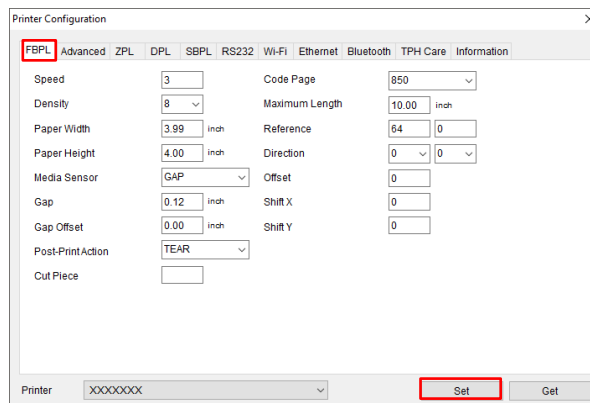 Printer Configuration
FBPL Advanced ZPL DPL SBPL RS232 Wi-Fi Ethernet Bluetooth TPH Care Information
Speed 3 Code Page 850
Density 8 Maximum Length 10.00 inch
Paper Width 3.99 inch Reference 64 0
Paper Height 4.00 inch Direction 0 0
Media Sensor GAP Offset 0
Gap 0.12 inch Shift X 0
Gap Offset 0.00 inch Shift Y 0
Post-Print Action TEAR
Cut Piece
Printer XXXXXXX Set Get